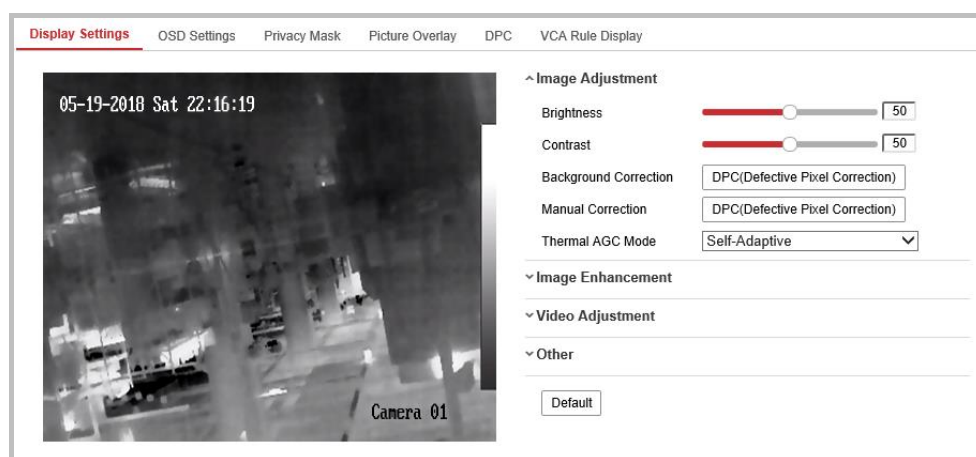 Display Settings OSD Settings Privacy Mask Picture Overlay DPC VCA Rule Display
05-19-2018 Sat 22:16:19
Camera 01
Image Adjustment
Brightness 50
Contrast 50
Background Correction DPC(Defective Pixel Correction)
Manual Correction DPC(Defective Pixel Correction)
Thermal AGC Mode Self-Adaptive
Image Enhancement
Video Adjustment
Other
Default